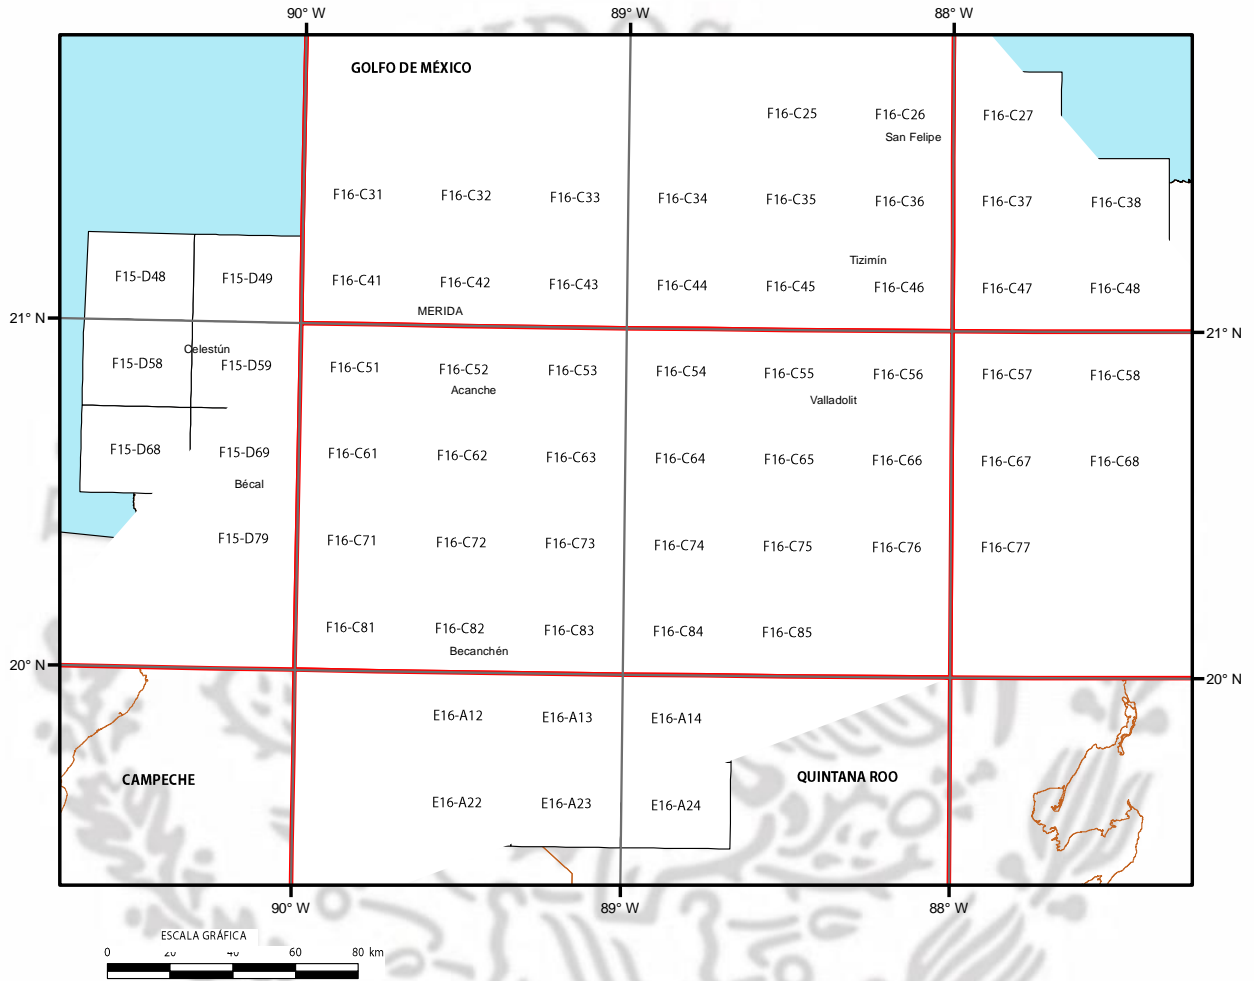 90° W 89° W 88° W
GOLFO DE MÉXICO
F16-C25 F16-C26 F16-C27
San Felipe
F16-C31 F16-C32 F16-C33 F16-C34 F16-C35 F16-C36 F16-C37 F16-C38
Tizimín
F15-D48 F15-D49 F16-C41 F16-C42 F16-C43 F16-C44 F16-C45 F16-C46 F16-C47 F16-C48
MERIDA
21° N 21° N
Celestún
F15-D58 F15-D59 F16-C51 F16-C52 F16-C53 F16-C54 F16-C55 F16-C56 F16-C57 F16-C58
Acanche Valladolit
F15-D68 F15-D69 F16-C61 F16-C62 F16-C63 F16-C64 F16-C65 F16-C66 F16-C67 F16-C68
Bécal
F15-D79 F16-C71 F16-C72 F16-C73 F16-C74 F16-C75 F16-C76 F16-C77
F16-C81 F16-C82 F16-C83 F16-C84 F16-C85
Becanchén
20° N 20° N
E16-A12 E16-A13 E16-A14
CAMPECHE QUINTANA ROO
E16-A22 E16-A23 E16-A24
90° W 89° W 88° W
ESCALA GRÁFICA
0 20 40 60 80 km